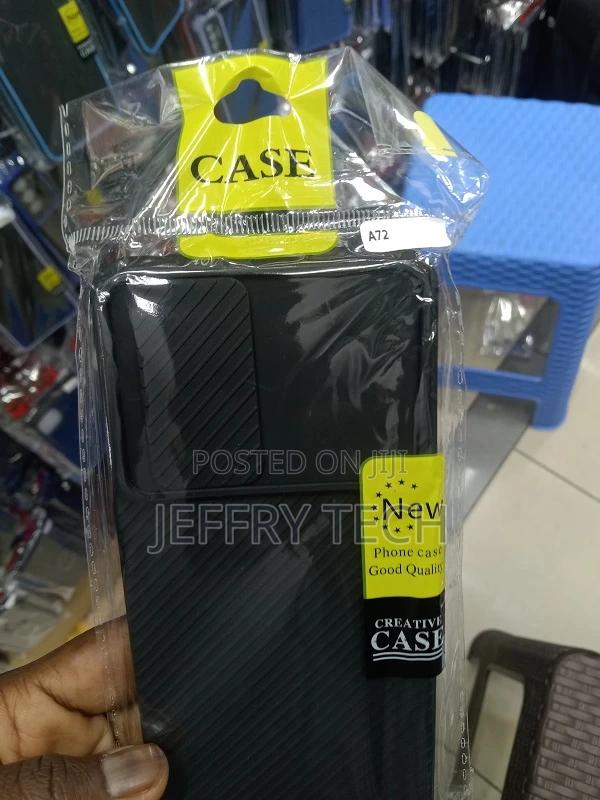 CASE
A72
POSTED ON JIJI
JEFFRY TECH
New
Phone case
Good Quality
CREATIVE
CASE